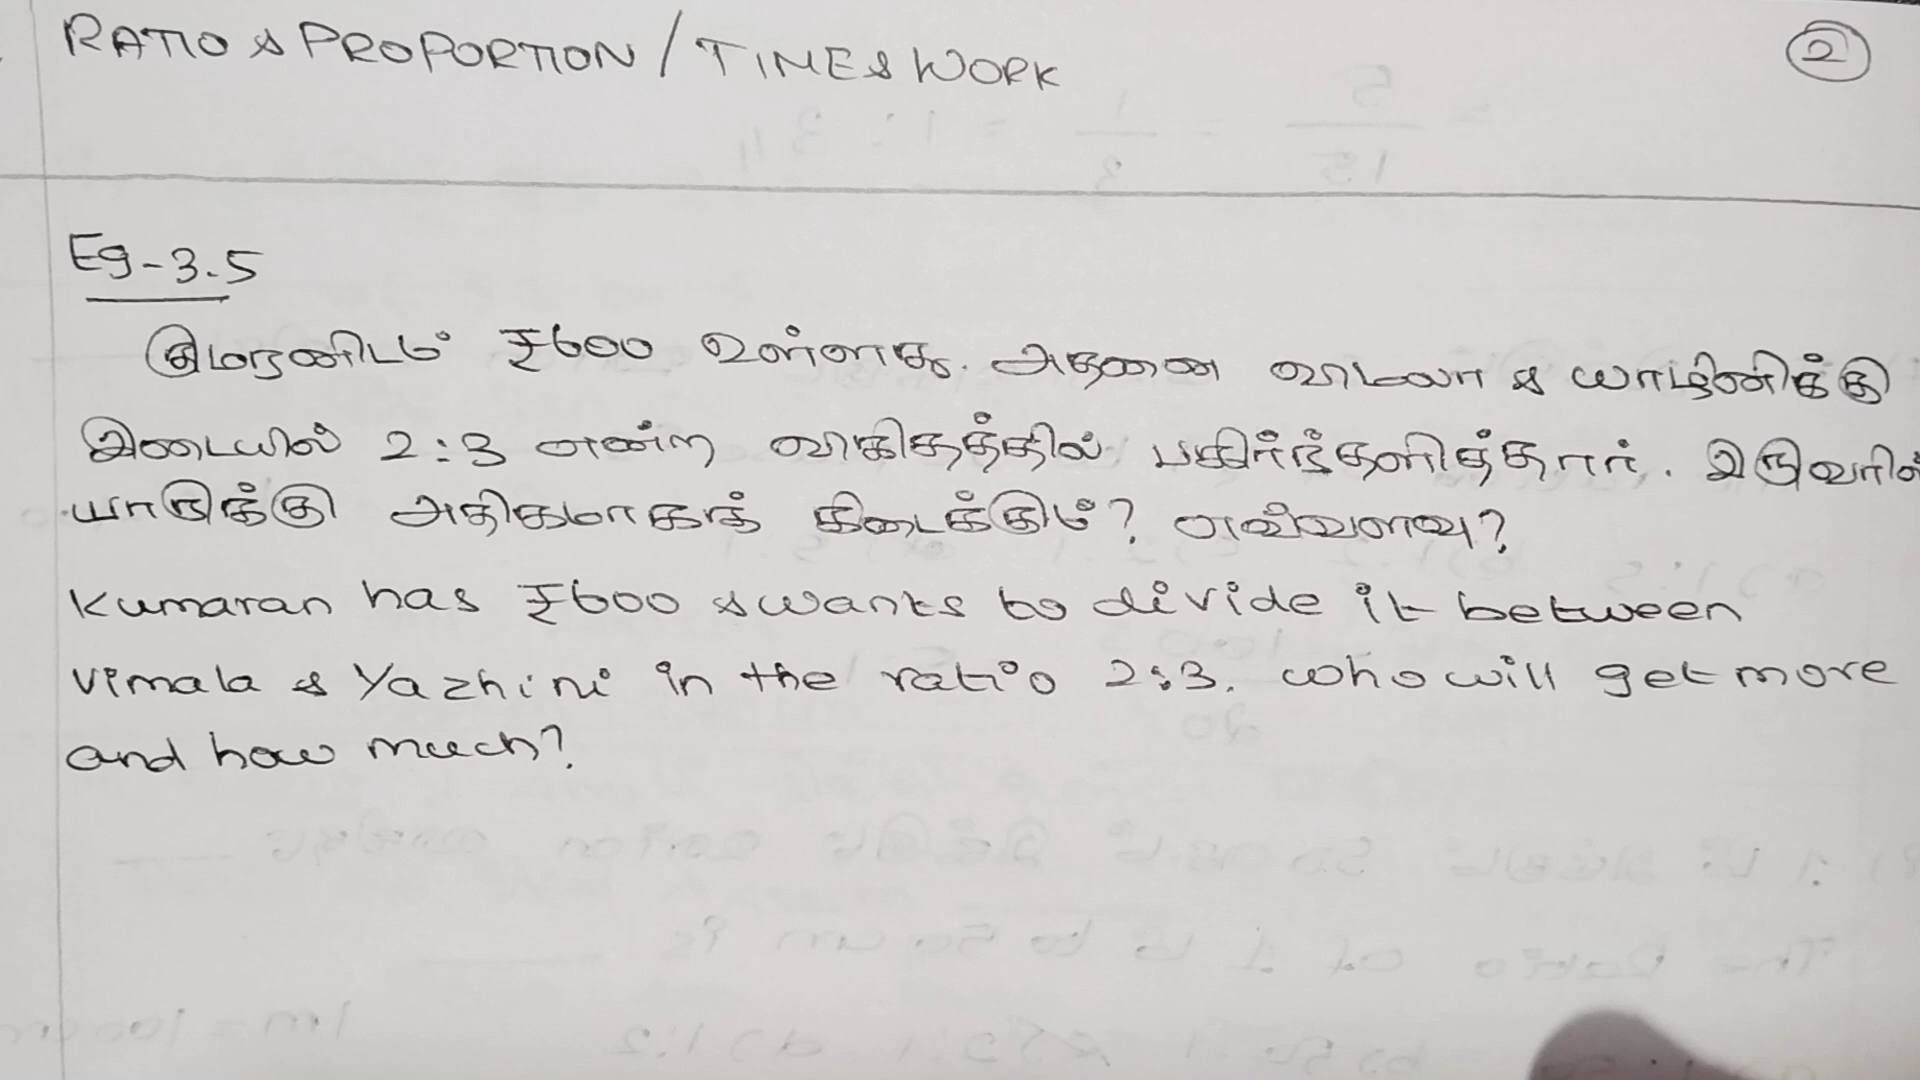 RATIO & PROPORTION / TIME & WORK
2
Eg-3.5
குமரனிடம் ₹600 உள்ளது. அதனை விமலா & யாழினிக்கு
இடையில் 2:3 என்ற விகிதத்தில் பகிர்ந்தளித்தார். இருவரில்
யாருக்கு அதிகமாகக் கிடைக்கும்? எவ்வளவு?
Kumaran has ₹600 & wants to divide it between
Vimala & Yazhini in the ratio 2:3. who will get more
and how much?